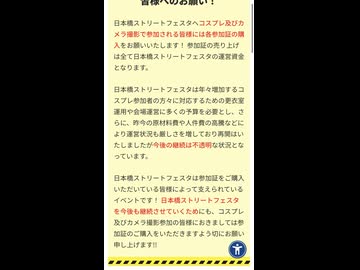 皆様へのお願い！
日本橋ストリートフェスタへコスプレ及びカ
メラ撮影で参加される皆様には各参加証の購
入をお願いいたします！ 参加証の売り上げ
は全て日本橋ストリートフェスタの運営資金
となります。
日本橋ストリートフェスタは年々増加するコ
スプレ参加者の方々に対応するための更衣室
運用や会場運営に多くの予算を必要とし、さ
らに、昨今の原材料費や人件費の高騰などに
より運営状況も厳しさを増しており再開はい
たしましたが今後の継続は不透明な状況とな
っています。
日本橋ストリートフェスタは参加証をご購入
いただいている皆様によって支えられている
イベントです！ 日本橋ストリートフェスタ
を今後も継続させていくためにも、コスプレ
及びカメラ撮影参加の皆様におきましては参
加証のご購入をいただきますよう切にお願い
申し上げます!!